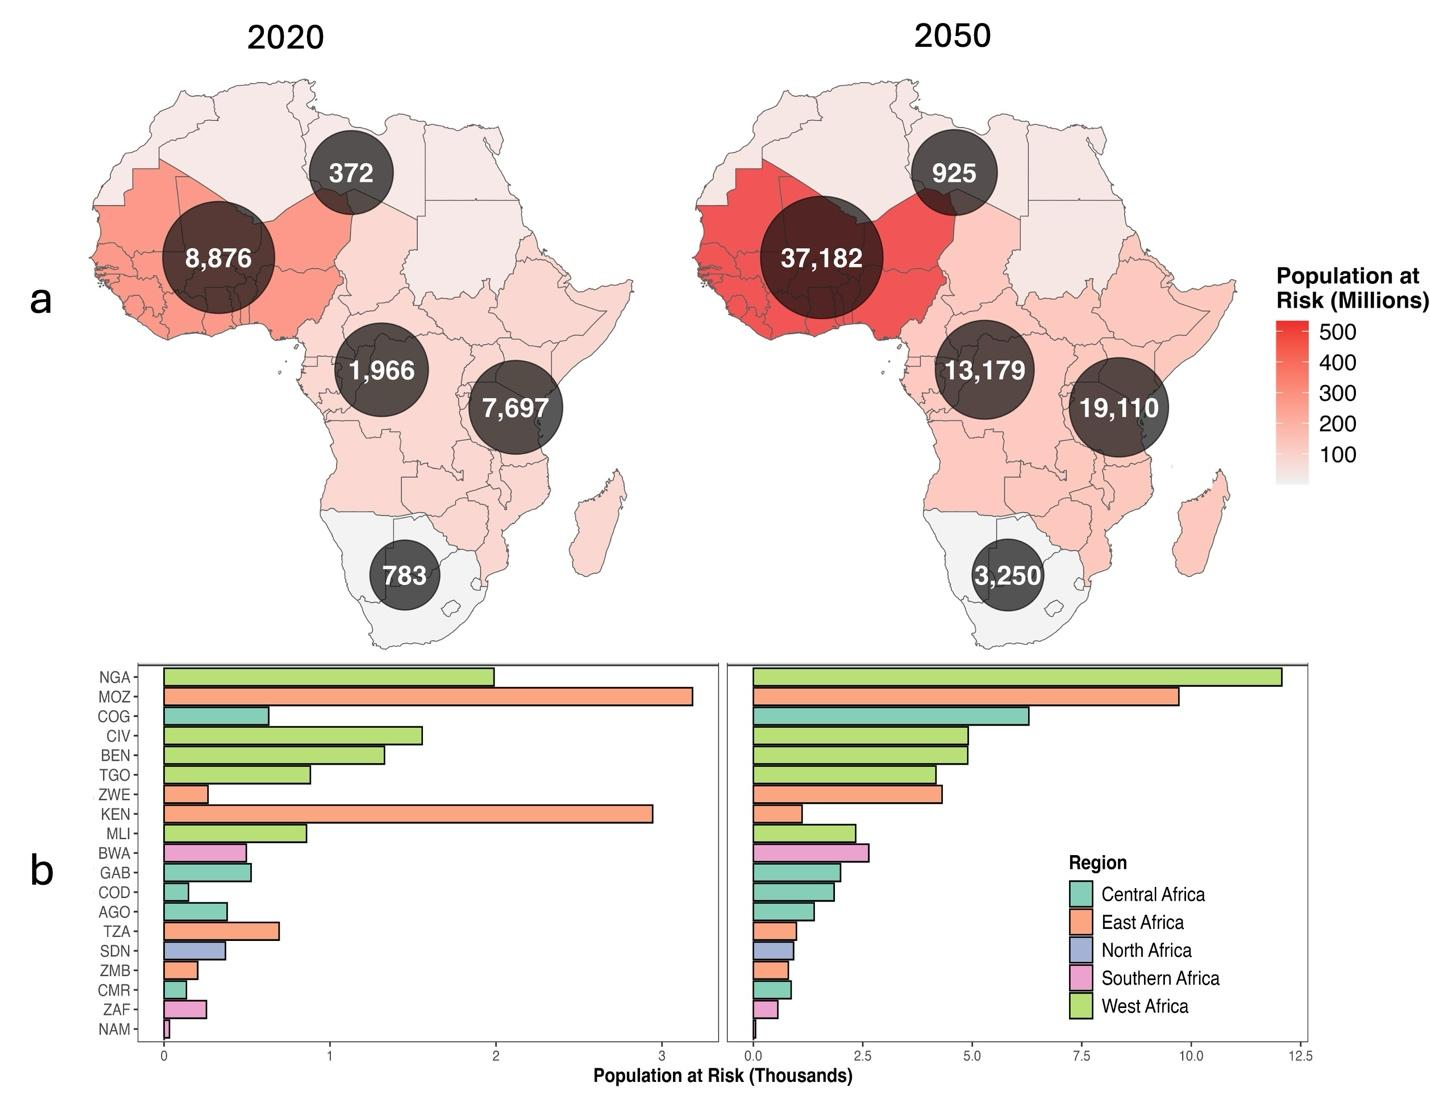 2020
2050
a
372
8,876
1,966
7,697
783
925
37,182
13,179
19,110
3,250
Population at
Risk (Millions)
500
400
300
200
100
b
NGA
MOZ
COG
CIV
BEN
TGO
ZWE
KEN
MLI
BWA
GAB
COD
AGO
TZA
SDN
ZMB
CMR
ZAF
NAM
0 1 2 3
0.0 2.5 5.0 7.5 10.0 12.5
Population at Risk (Thousands)
Region
Central Africa
East Africa
North Africa
Southern Africa
West Africa